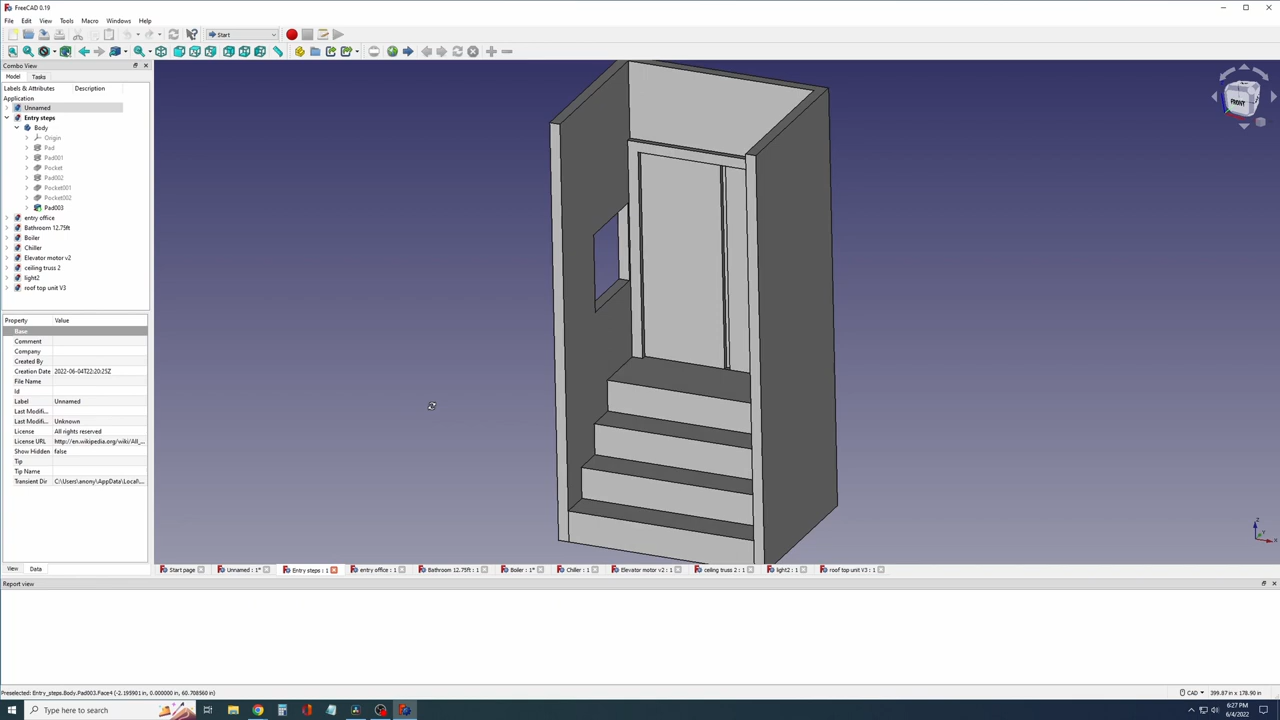 FreeCAD 0.19
File Edit View Tools Macro Windows Help
Start
Combo View
Model Tasks
Labels & Attributes Description
Application
Unnamed
Entry steps
Body
Origin
Pad
Pad001
Pocket
Pad002
Pocket001
Pocket002
Pad003
entry office
Bathroom 12.75ft
Boiler
Chiller
Elevator motor v2
ceiling truss 2
light2
roof top unit V3
FRONT
Property Value
Base
Comment
Company
Created By
Creation Date 2022-06-04T22:20:25Z
File Name
Id
Label Unnamed
Last Modifi...
Last Modifi... Unknown
License All rights reserved
License URL http://en.wikipedia.org/wiki/All_...
Show Hidden false
Tip
Tip Name
Transient Dir C:\Users\anony\AppData\Local\...
Z
Y
X
View Data
Start page Unnamed : 1* Entry steps : 1 entry office : 1 Bathroom 12.75ft : 1 Boiler : 1* Chiller : 1 Elevator motor v2 : 1 ceiling truss 2 : 1 light2 : 1 roof top unit V3 : 1
Report view
Preselected: Entry_steps.Body.Pad003.Face4 (-2.195901 in, 0.000000 in, 60.708560 in)
CAD 399.87 in x 178.90 in
Type here to search
6:27 PM
6/4/2022